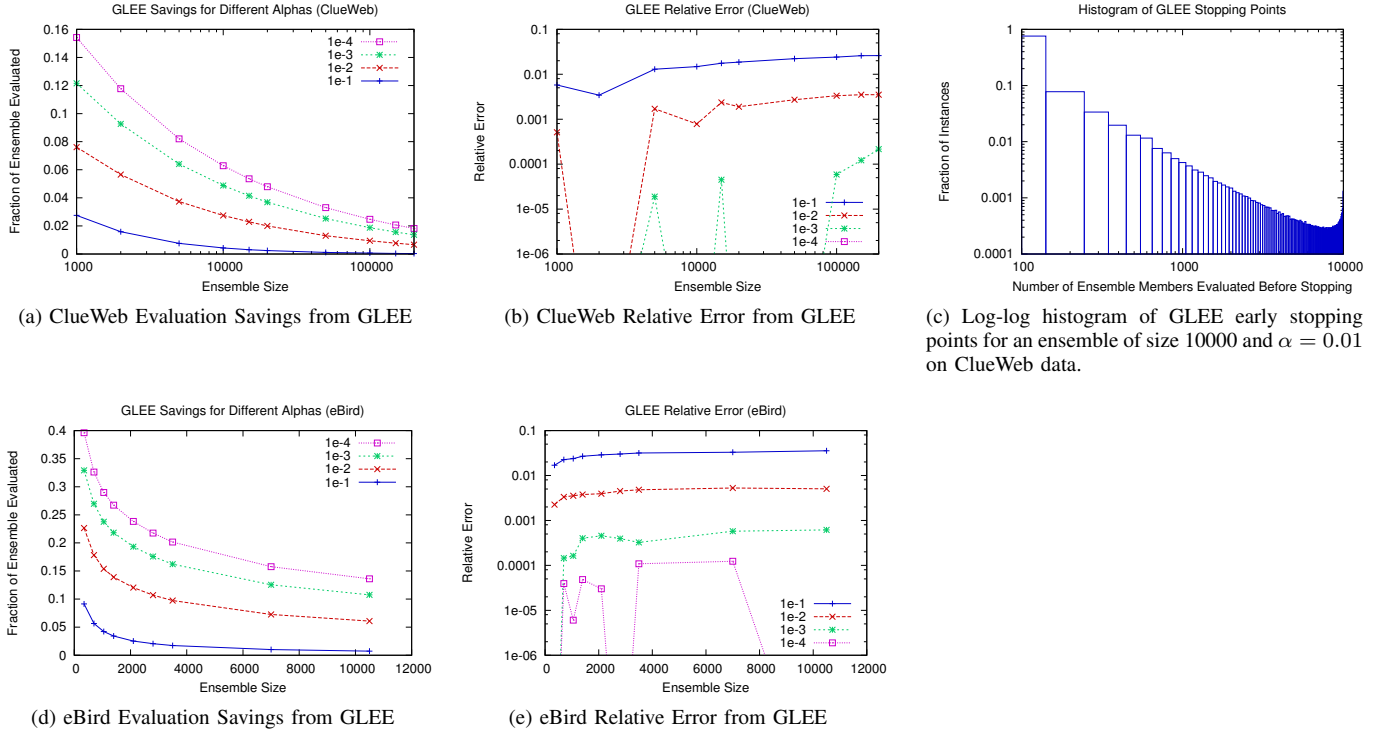 GLEE Savings for Different Alphas (ClueWeb)
Fraction of Ensemble Evaluated
0.16
0.14
0.12
0.1
0.08
0.06
0.04
0.02
0
1e-4
1e-3
1e-2
1e-1
1000
10000
100000
Ensemble Size
(a) ClueWeb Evaluation Savings from GLEE
GLEE Relative Error (ClueWeb)
Relative Error
0.1
0.01
0.001
0.0001
1e-05
1e-06
1e-1
1e-2
1e-3
1e-4
1000
10000
100000
Ensemble Size
(b) ClueWeb Relative Error from GLEE
Histogram of GLEE Stopping Points
Fraction of Instances
1
0.1
0.01
0.001
0.0001
100
1000
10000
Number of Ensemble Members Evaluated Before Stopping
(c) Log-log histogram of GLEE early stopping
points for an ensemble of size 10000 and α = 0.01
on ClueWeb data.
GLEE Savings for Different Alphas (eBird)
Fraction of Ensemble Evaluated
0.4
0.35
0.3
0.25
0.2
0.15
0.1
0.05
0
1e-4
1e-3
1e-2
1e-1
0
2000
4000
6000
8000
10000
12000
Ensemble Size
(d) eBird Evaluation Savings from GLEE
GLEE Relative Error (eBird)
Relative Error
0.1
0.01
0.001
0.0001
1e-05
1e-06
1e-1
1e-2
1e-3
1e-4
0
2000
4000
6000
8000
10000
12000
Ensemble Size
(e) eBird Relative Error from GLEE